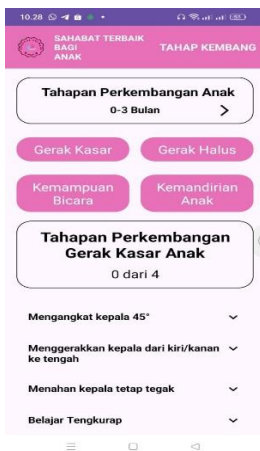 10.28
SAHABAT TERBAIK
BAGI
ANAK
TAHAP KEMBANG
Tahapan Perkembangan Anak
0-3 Bulan
Gerak Kasar
Gerak Halus
Kemampuan
Bicara
Kemandirian
Anak
Tahapan Perkembangan
Gerak Kasar Anak
0 dari 4
Mengangkat kepala 45°
Menggerakkan kepala dari kiri/kanan
ke tengah
Menahan kepala tetap tegak
Belajar Tengkurap